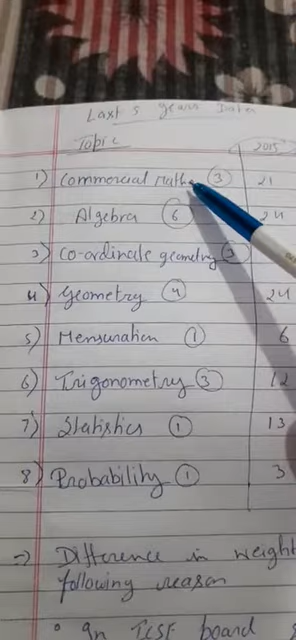 Last 5 years Data
Topic 2015
1) Commercial Maths (3) 21
2) Algebra (6) 24
3) Co-ordinate geometry
4) Geometry (4) 24
5) Mensuration (1) 6
6) Trigonometry (3) 12
7) Statistics (1) 13
8) Probability (1) 3
=> Difference in weight
following reason
• In ICSE board